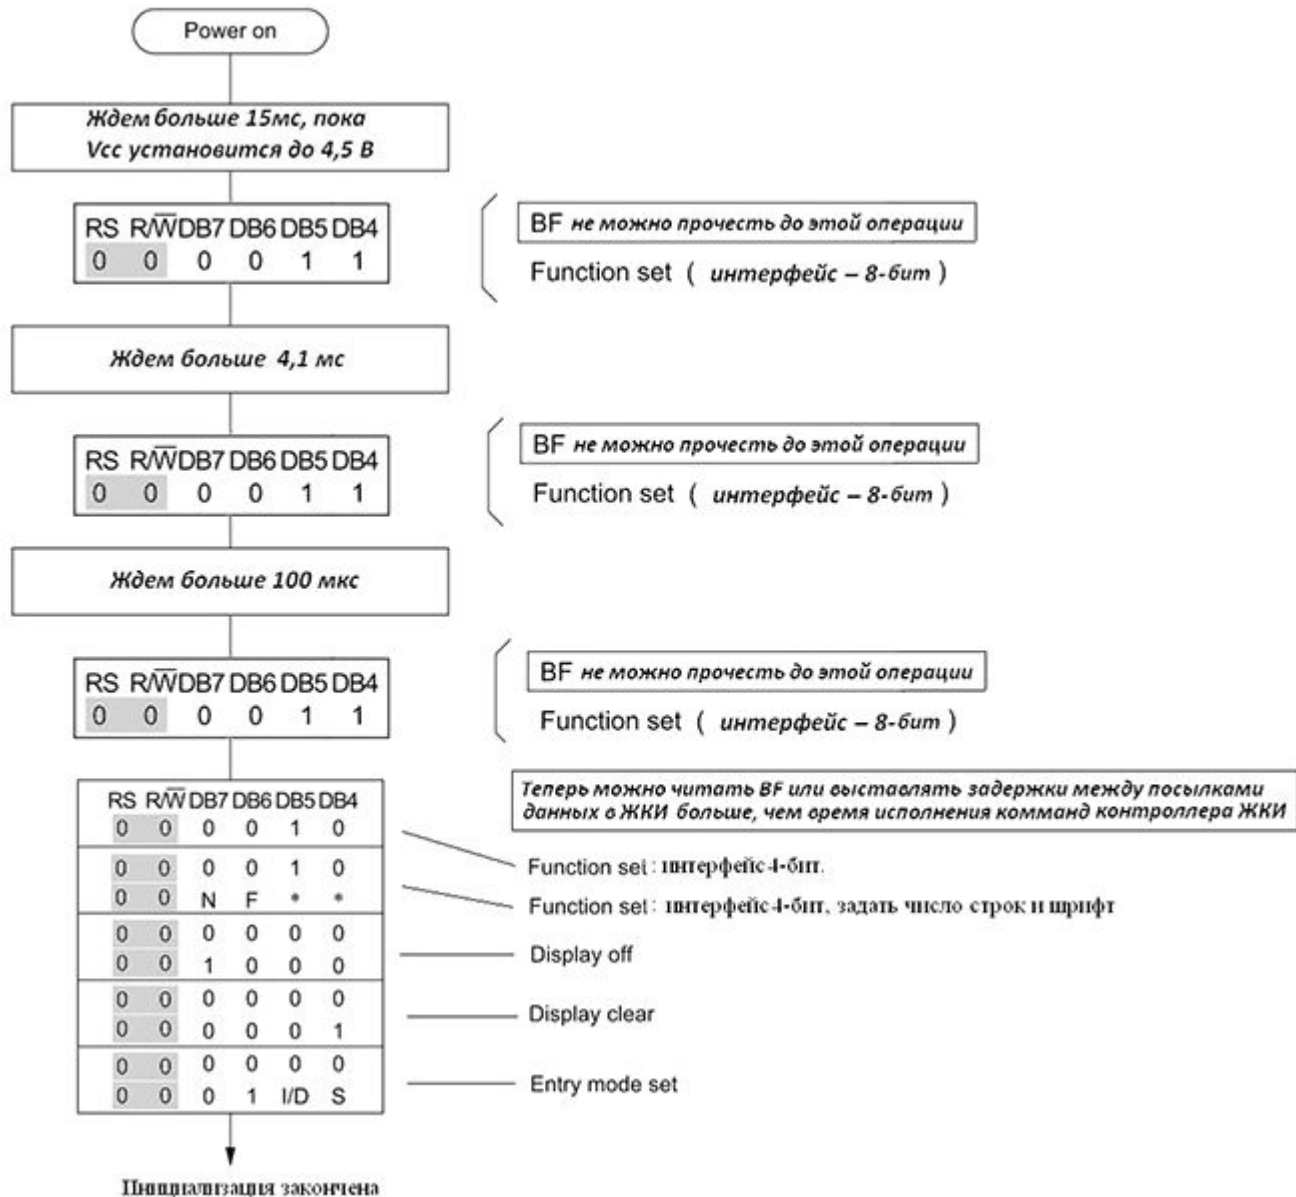 Power on
Ждем больше 15мс, пока
Vcc установится до 4,5 В
RS R/W DB7 DB6 DB5 DB4
0 0 0 0 1 1
BF не можно прочесть до этой операции
Function set ( интерфейс – 8-бит )
Ждем больше 4,1 мс
RS R/W DB7 DB6 DB5 DB4
0 0 0 0 1 1
BF не можно прочесть до этой операции
Function set ( интерфейс – 8-бит )
Ждем больше 100 мкс
RS R/W DB7 DB6 DB5 DB4
0 0 0 0 1 1
BF не можно прочесть до этой операции
Function set ( интерфейс – 8-бит )
Теперь можно читать BF или выставлять задержки между посылками
данных в ЖКИ больше, чем время исполнения комманд контроллера ЖКИ
RS R/W DB7 DB6 DB5 DB4
0 0 0 0 1 0
Function set : интерфейс 4-бит.
0 0 0 0 1 0
0 0 N F * *
Function set : интерфейс 4-бит, задать число строк и шрифт
0 0 0 0 0 0
0 0 1 0 0 0
Display off
0 0 0 0 0 0
0 0 0 0 0 1
Display clear
0 0 0 0 0 0
0 0 0 1 I/D S
Entry mode set
Инициализация закончена